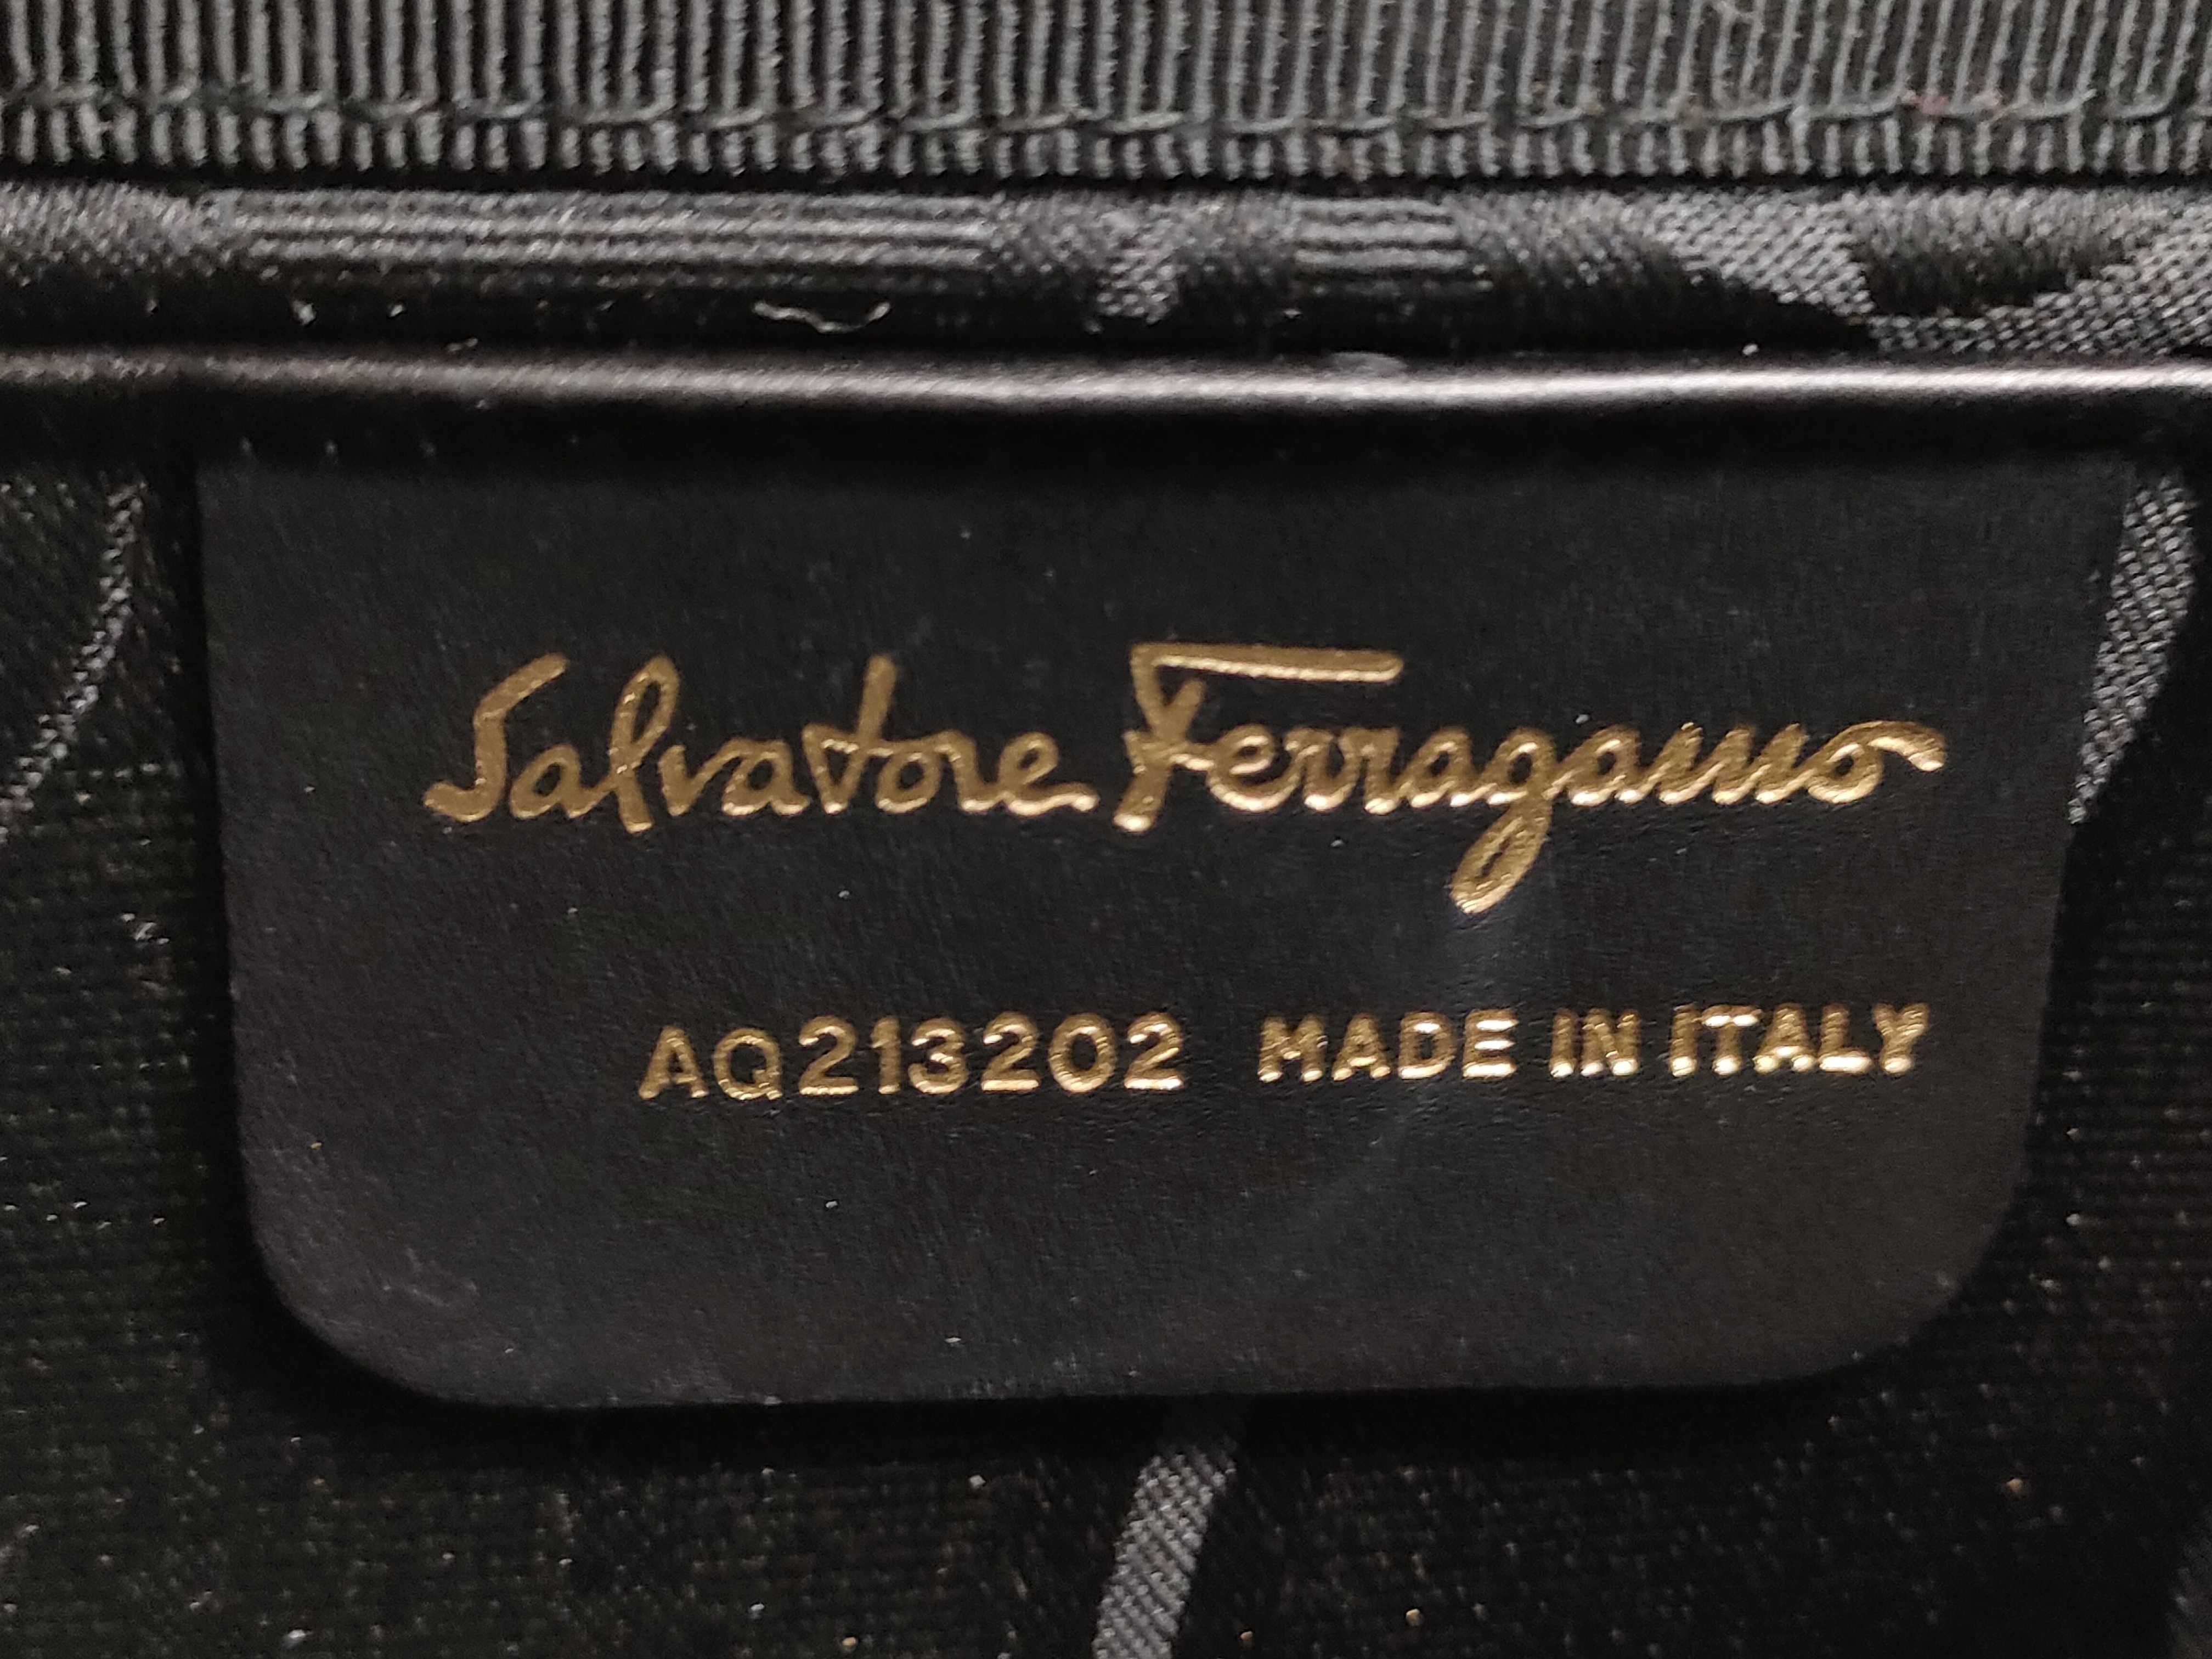 Salvatore Ferragamo
AQ213202 MADE IN ITALY